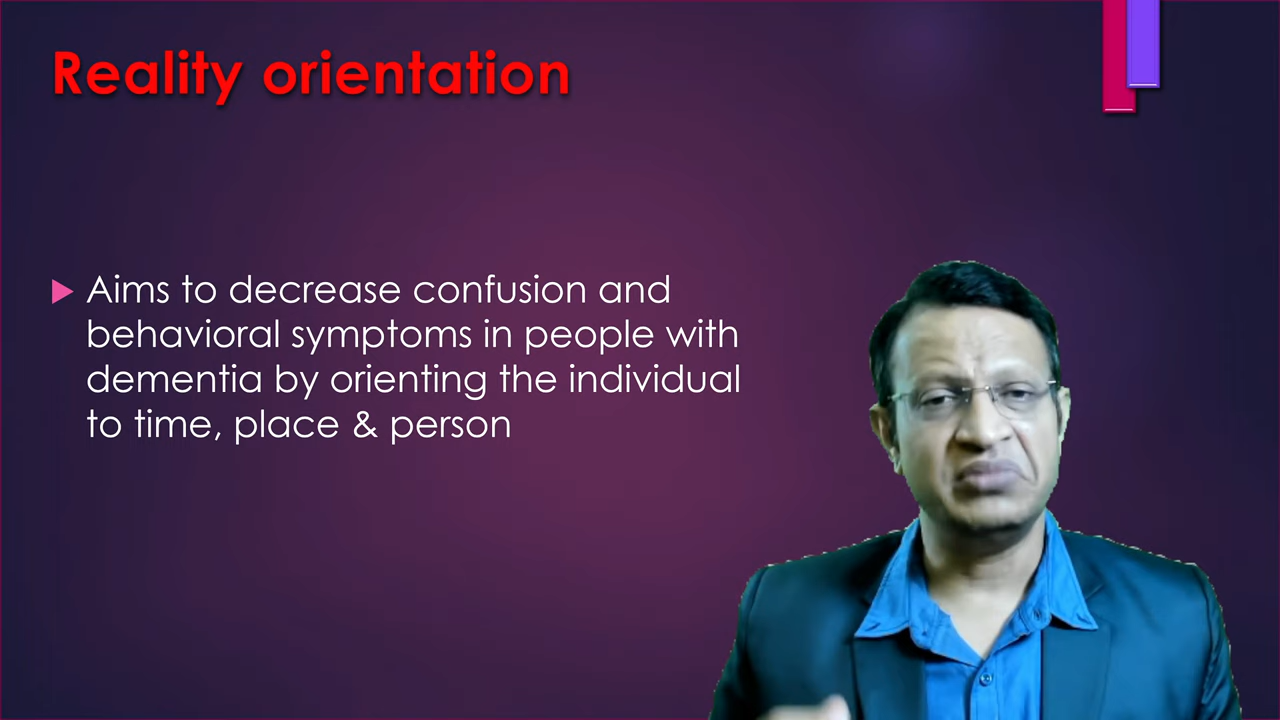 Reality orientation
Aims to decrease confusion and
behavioral symptoms in people with
dementia by orienting the individual
to time, place & person